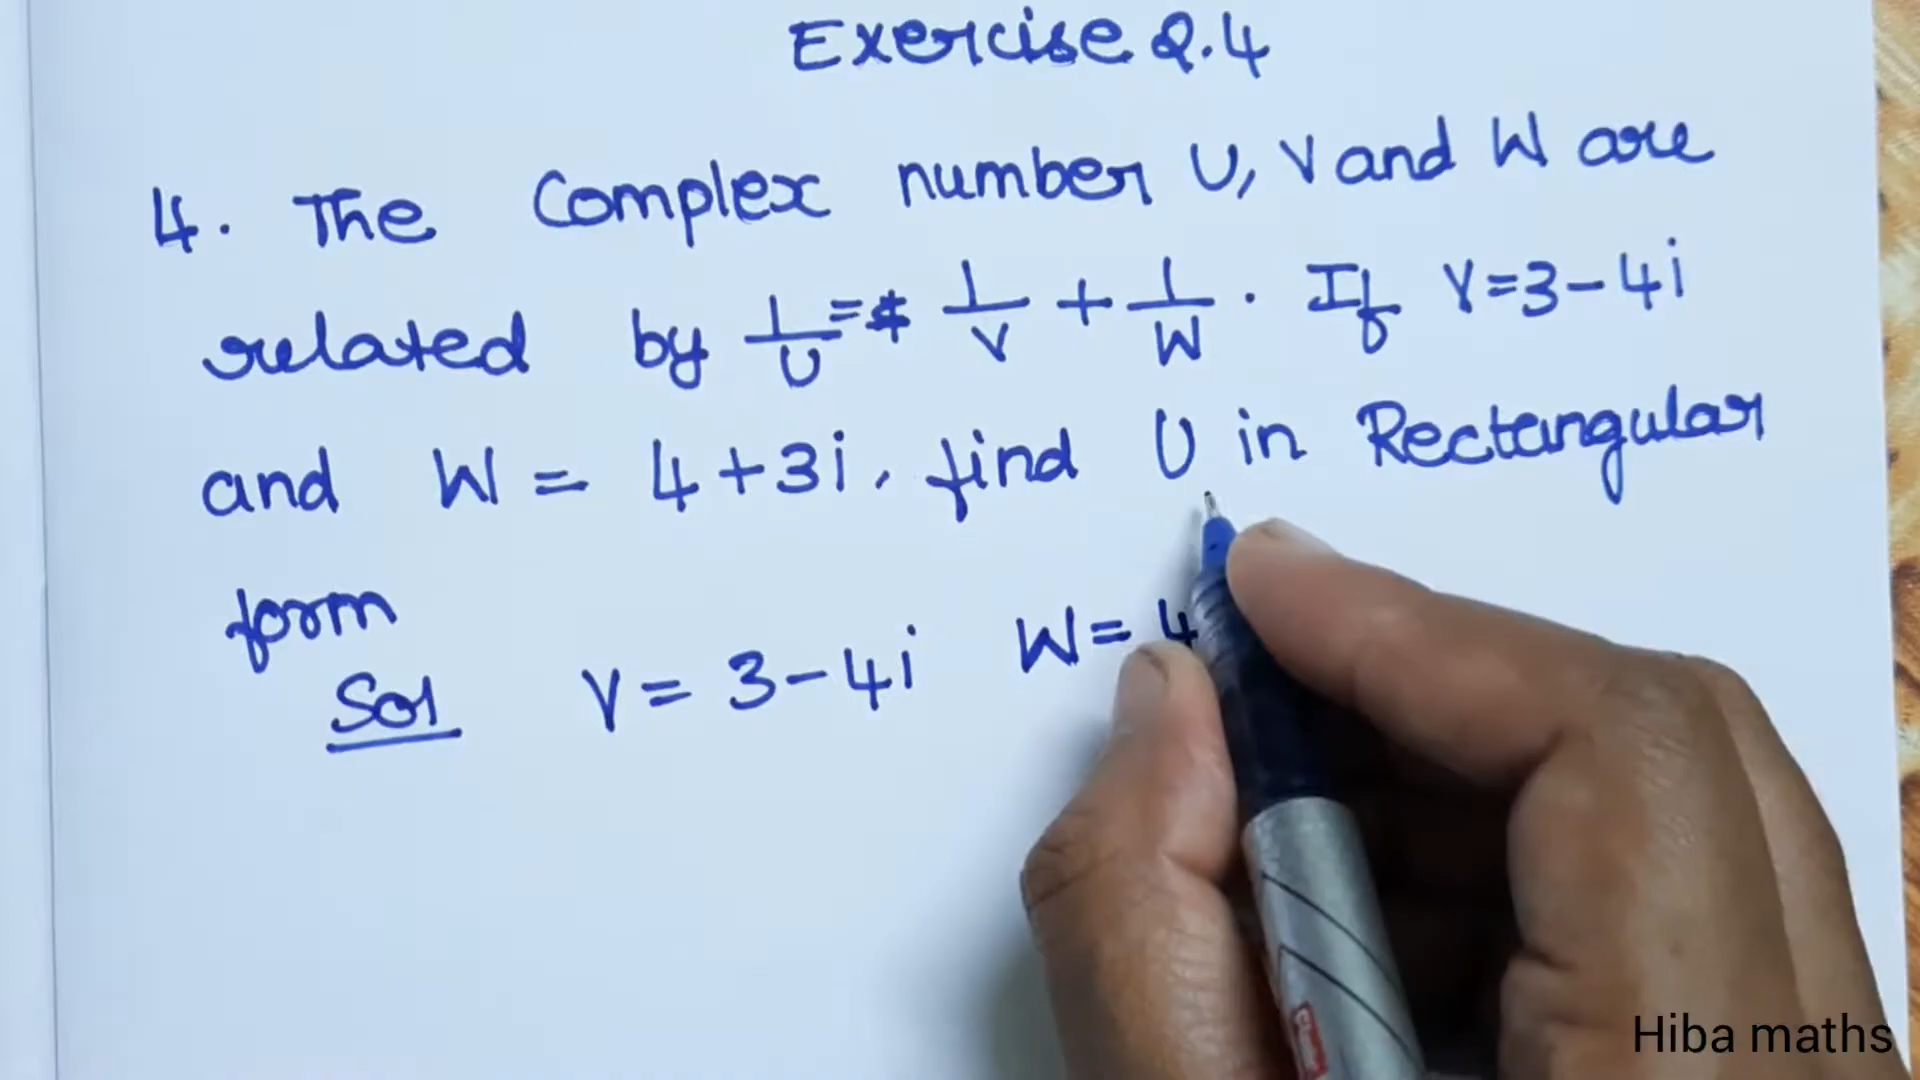 Exercise 2.4
4. The Complex number U, V and W are
related by 1/U = 1/V + 1/W . If V=3-4i
and W = 4+3i, find U in Rectangular
form
Sol V = 3-4i W = 4
Hiba maths